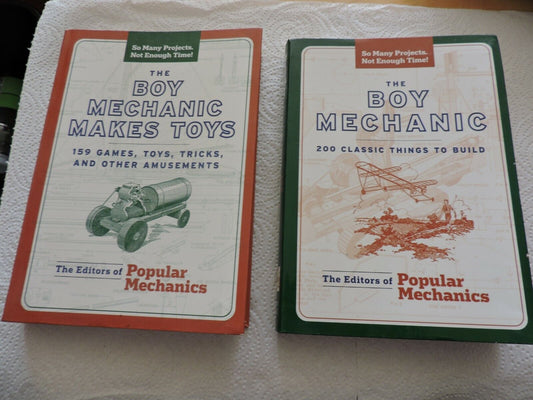 So Many Projects.
Not Enough Time!
THE
BOY
MECHANIC
MAKES TOYS
159 GAMES, TOYS, TRICKS,
AND OTHER AMUSEMENTS
The Editors of Popular
Mechanics
So Many Projects.
Not Enough Time!
THE
BOY
MECHANIC
200 CLASSIC THINGS TO BUILD
The Editors of Popular
Mechanics